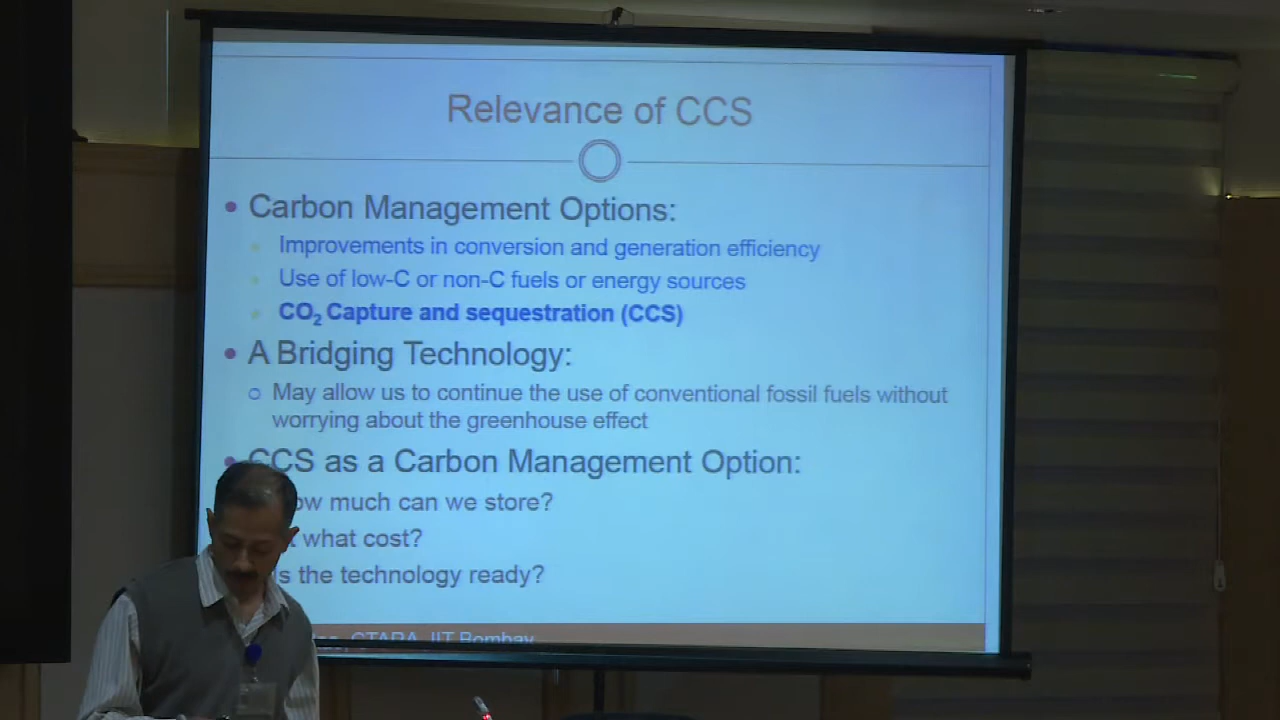 Relevance of CCS
Carbon Management Options:
Improvements in conversion and generation efficiency
Use of low-C or non-C fuels or energy sources
CO2 Capture and sequestration (CCS)
A Bridging Technology:
May allow us to continue the use of conventional fossil fuels without
worrying about the greenhouse effect
CCS as a Carbon Management Option:
much can we store?
what cost?
Is the technology ready?
CTARA, IIT Bombay